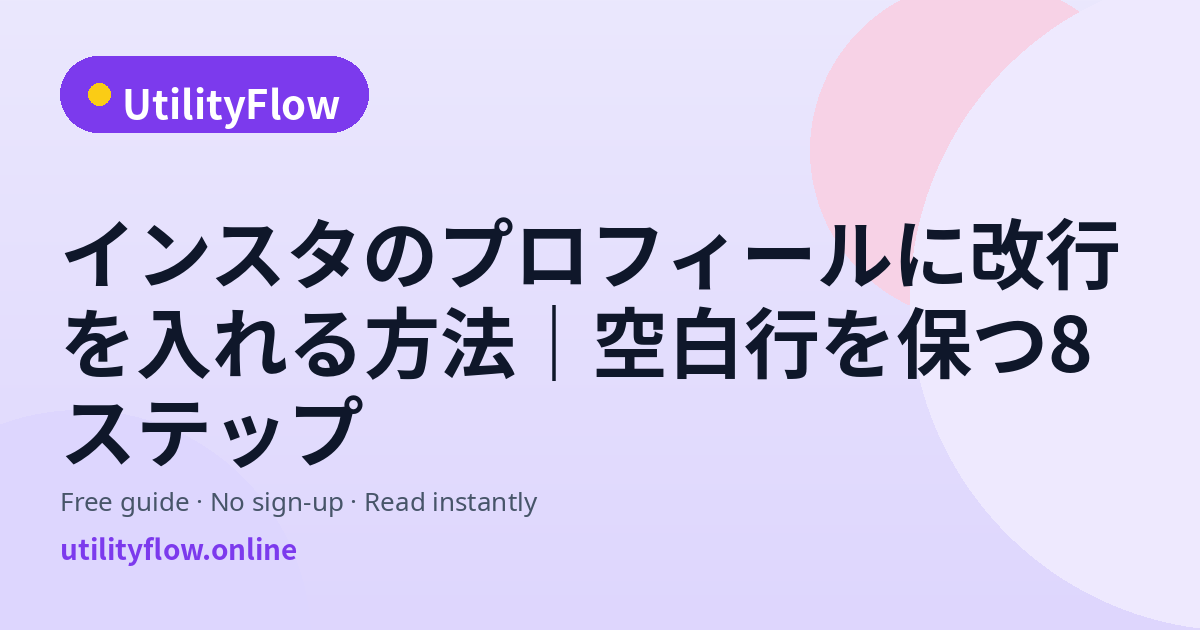 UtilityFlow
インスタのプロフィールに改行
を入れる方法｜空白行を保つ8
ステップ
Free guide · No sign-up · Read instantly
utilityflow.online